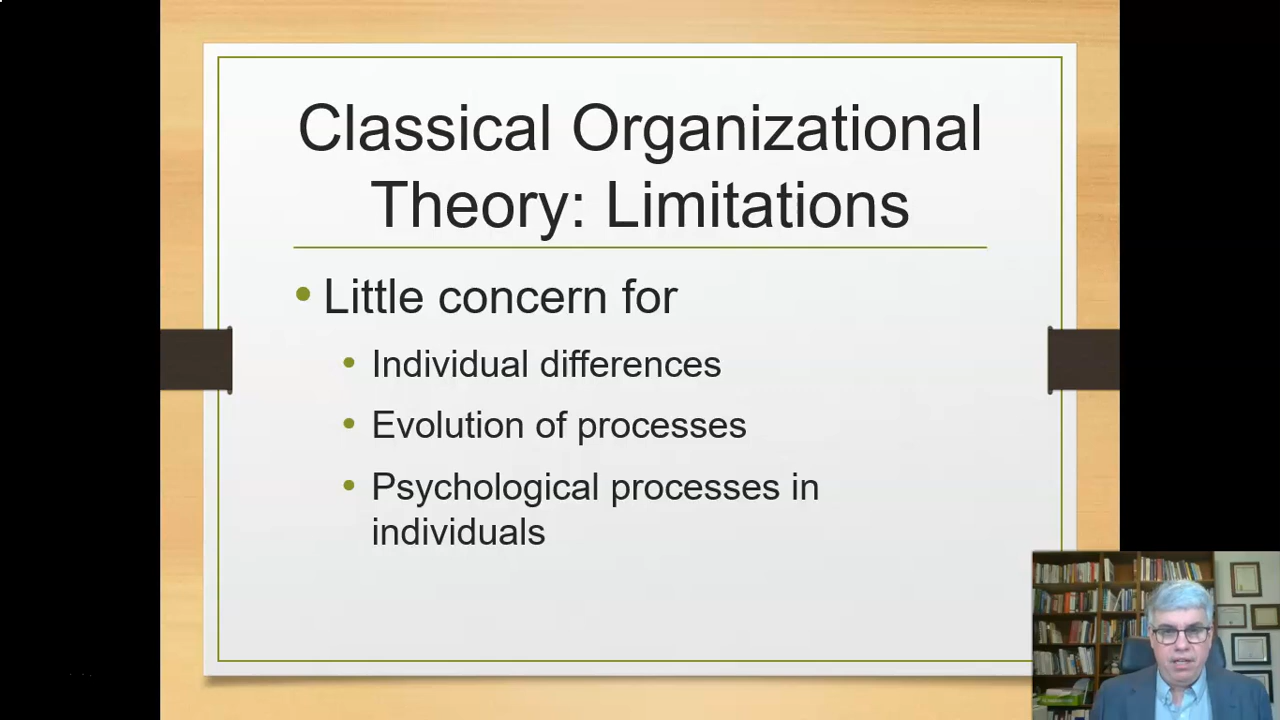 Classical Organizational
Theory: Limitations
• Little concern for
• Individual differences
• Evolution of processes
• Psychological processes in
individuals